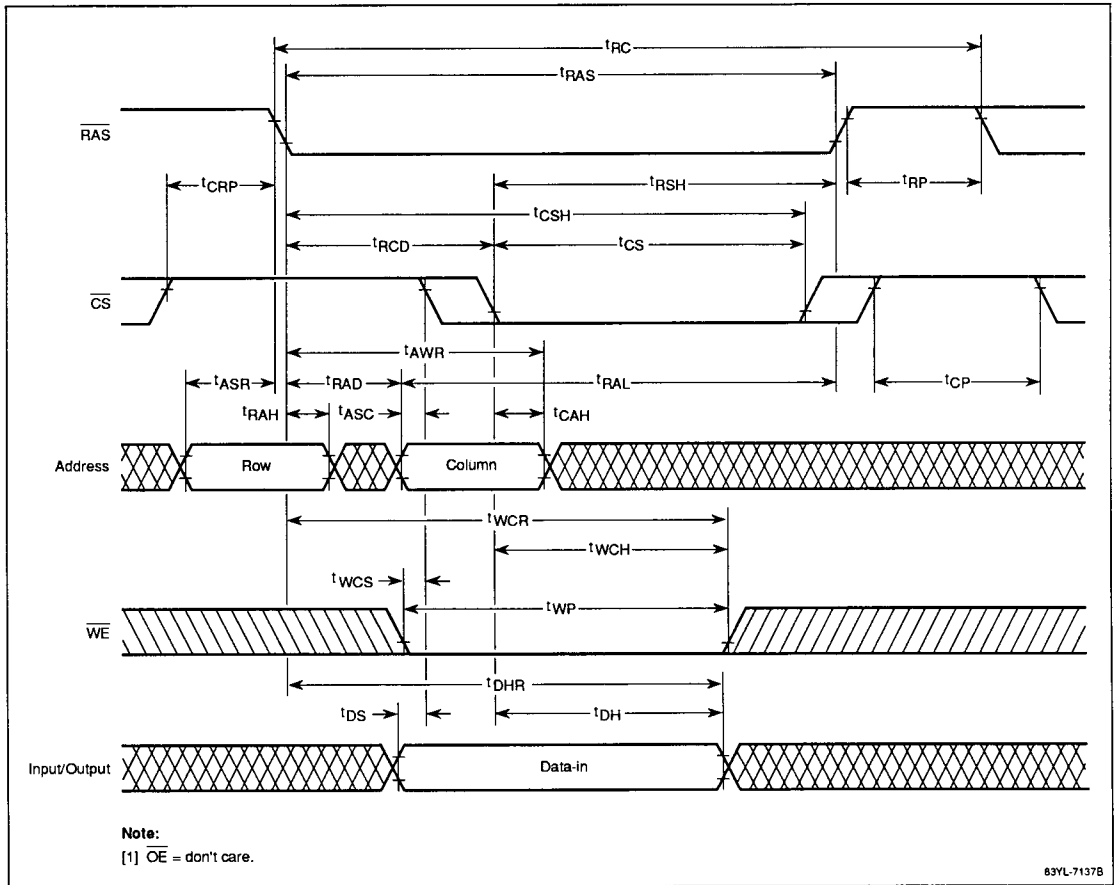 tRC
tRAS
RAS
tCRP
tRSH
tRP
tCSH
tRCD
tCS
CS
tAWR
tASR
tRAD
tRAL
tCP
tRAH
tASC
tCAH
Address
Row
Column
tWCR
tWCH
tWCS
tWP
WE
tDHR
tDS
tDH
Input/Output
Data-in
Note:
[1] OE = don't care.
83YL-7137B